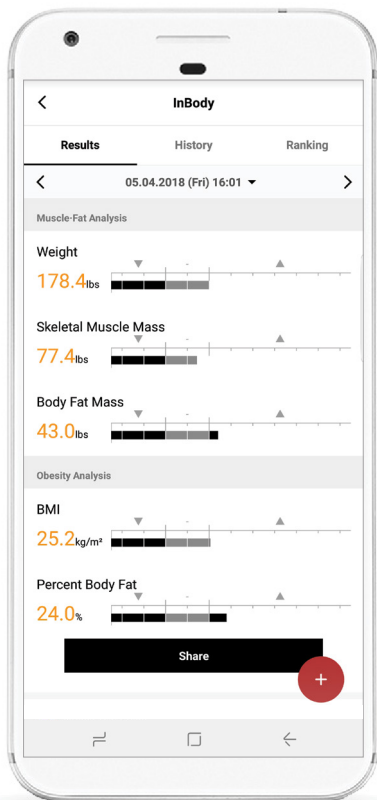 InBody
Results History Ranking
05.04.2018 (Fri) 16:01
Muscle-Fat Analysis
Weight
178.4lbs
Skeletal Muscle Mass
77.4lbs
Body Fat Mass
43.0lbs
Obesity Analysis
BMI
25.2kg/m²
Percent Body Fat
24.0%
Share
+